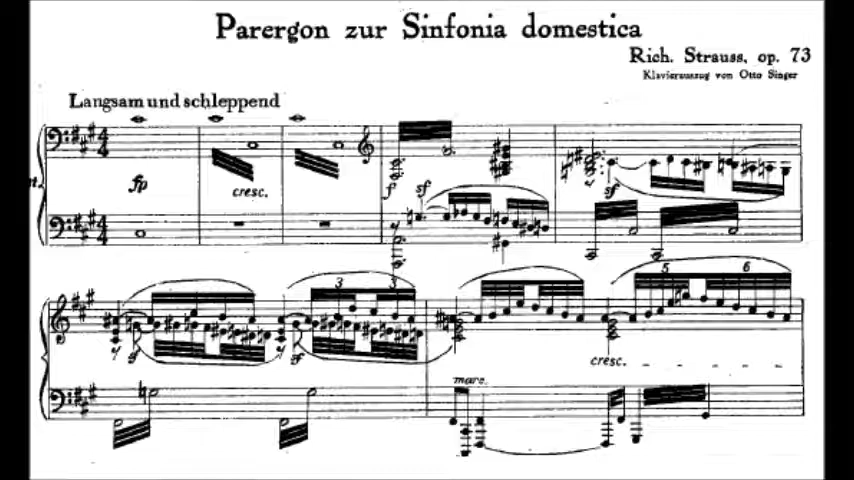 Parergon zur Sinfonia domestica
Rich. Strauss, op. 73
Klavierauszug von Otto Singer
Langsam und schleppend
fp
cresc.
f
sf
sf
3
3
5
6
sf
sf
cresc.
marc.